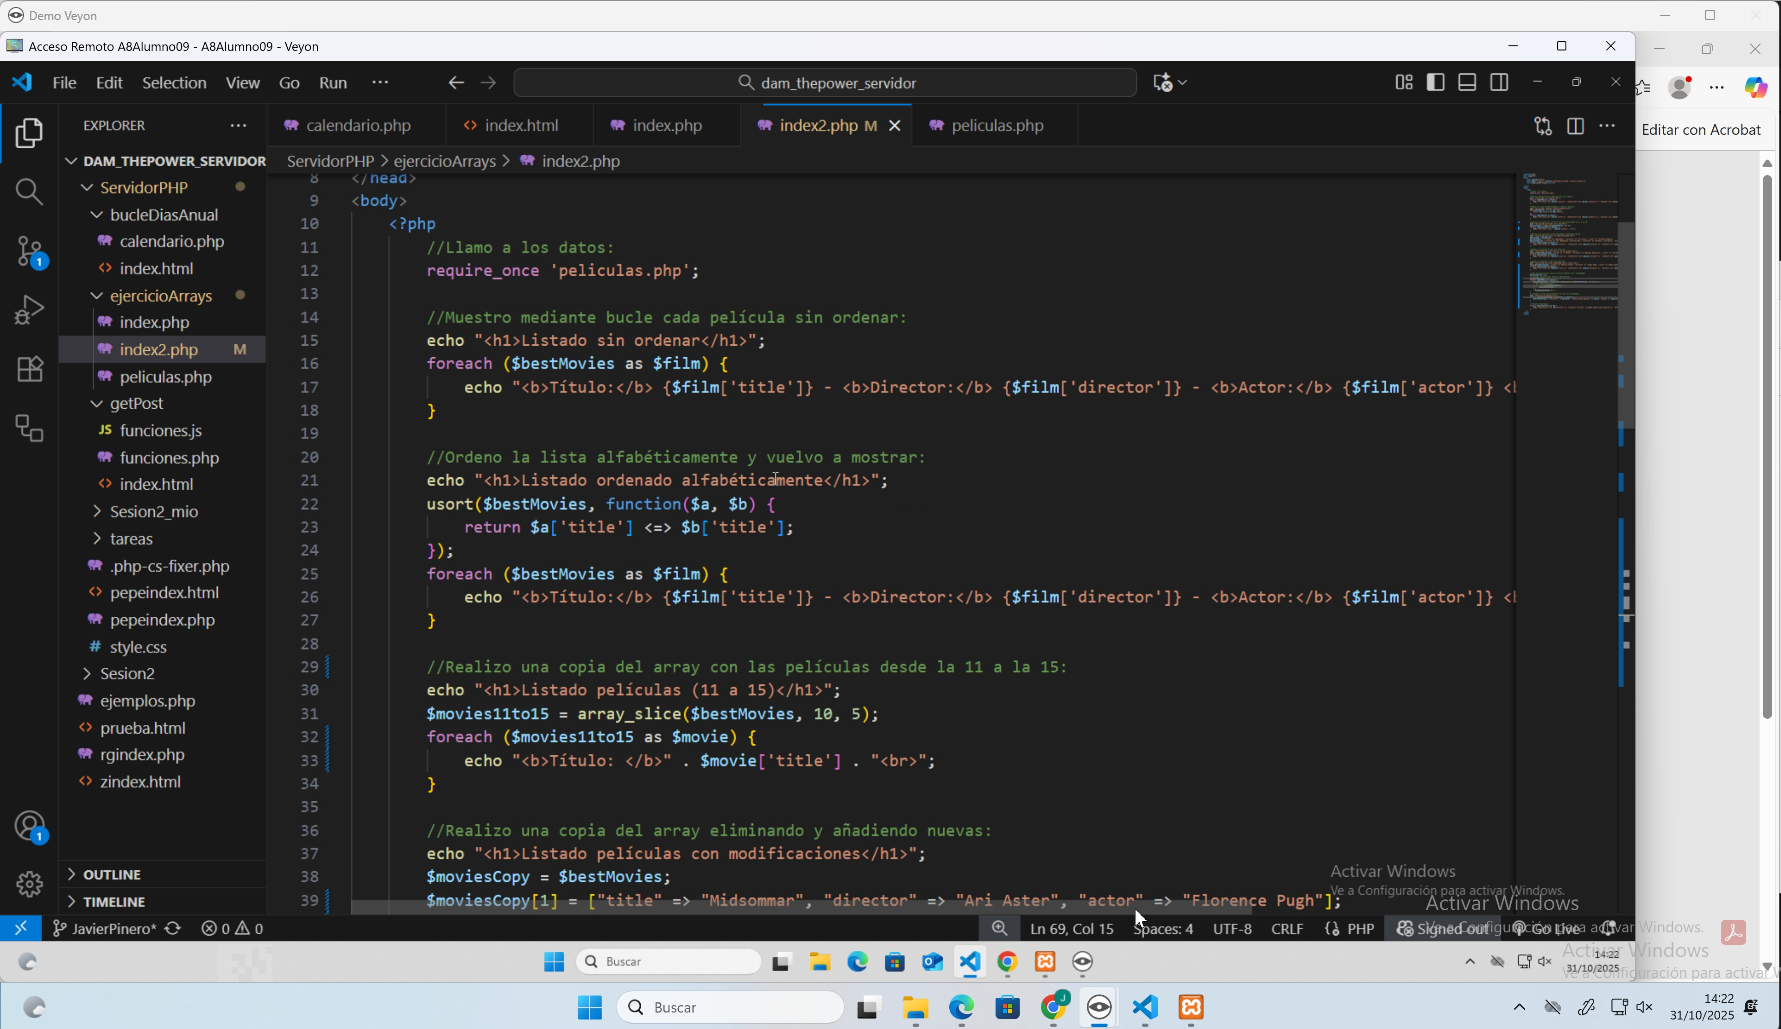 Demo Veyon
Acceso Remoto A8Alumno09 - A8Alumno09 - Veyon
File Edit Selection View Go Run ··· dam_thepower_servidor
EXPLORER ···
calendario.php index.html index.php index2.php M peliculas.php ···
Editar con Acrobat
ServidorPHP > ejercicioArrays > index2.php
DAM_THEPOWER_SERVIDOR
ServidorPHP
bucleDiasAnual
calendario.php
index.html
ejercicioArrays
index.php
index2.php M
peliculas.php
getPost
funciones.js
funciones.php
index.html
Sesion2_mio
tareas
.php-cs-fixer.php
pepeindex.html
pepeindex.php
style.css
Sesion2
ejemplos.php
prueba.html
rgindex.php
zindex.html
OUTLINE
TIMELINE
8 </head>
9 <body>
10 <?php
11 //Llamo a los datos:
12 require_once 'peliculas.php';
13
14 //Muestro mediante bucle cada película sin ordenar:
15 echo "<h1>Listado sin ordenar</h1>";
16 foreach ($bestMovies as $film) {
17 echo "<b>Título:</b> {$film['title']} - <b>Director:</b> {$film['director']} - <b>Actor:</b> {$film['actor']} <b
18 }
19
20 //Ordeno la lista alfabéticamente y vuelvo a mostrar:
21 echo "<h1>Listado ordenado alfabéticamente</h1>";
22 usort($bestMovies, function($a, $b) {
23 return $a['title'] <=> $b['title'];
24 });
25 foreach ($bestMovies as $film) {
26 echo "<b>Título:</b> {$film['title']} - <b>Director:</b> {$film['director']} - <b>Actor:</b> {$film['actor']} <b
27 }
28
29 //Realizo una copia del array con las películas desde la 11 a la 15:
30 echo "<h1>Listado películas (11 a 15)</h1>";
31 $movies11to15 = array_slice($bestMovies, 10, 5);
32 foreach ($movies11to15 as $movie) {
33 echo "<b>Título: </b>" . $movie['title'] . "<br>";
34 }
35
36 //Realizo una copia del array eliminando y añadiendo nuevas:
37 echo "<h1>Listado películas con modificaciones</h1>";
38 $moviesCopy = $bestMovies;
39 $moviesCopy[1] = ["title" => "Midsommar", "director" => "Ari Aster", "actor" => "Florence Pugh"];
Activar Windows
Ve a Configuración para activar Windows.
Activar Windows
Ve a Configuración para activar Windows.
Activar Windows
Ve a Configuración para activar W
JavierPinero* 0 0 Ln 69, Col 15 Spaces: 4 UTF-8 CRLF {} PHP Signed out Go Live
Buscar 14:22
31/10/2025
Buscar 14:22
31/10/2025